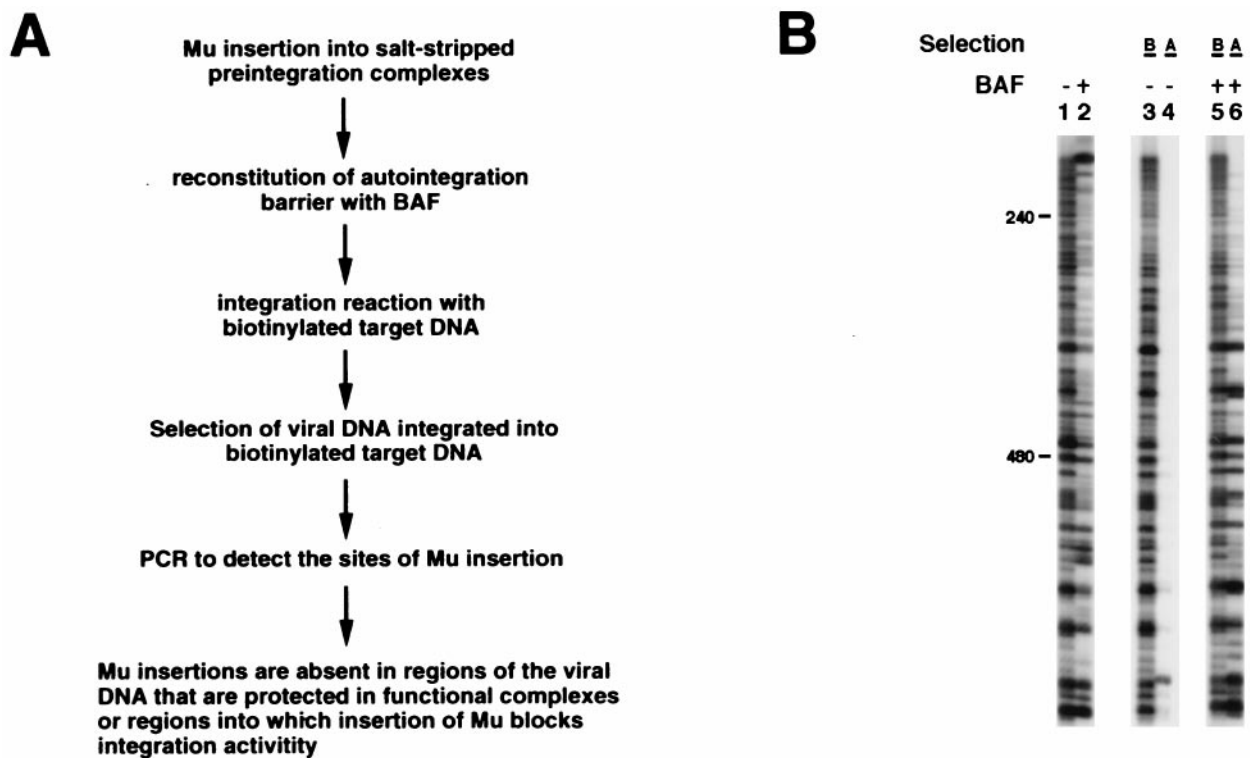 A
Mu insertion into salt-stripped
preintegration complexes
reconstitution of autointegration
barrier with BAF
integration reaction with
biotinylated target DNA
Selection of viral DNA integrated into
biotinylated target DNA
PCR to detect the sites of Mu insertion
Mu insertions are absent in regions of the viral
DNA that are protected in functional complexes
or regions into which insertion of Mu blocks
integration activitity
B
Selection B A B A
BAF - + - - + +
1 2 3 4 5 6
240
480